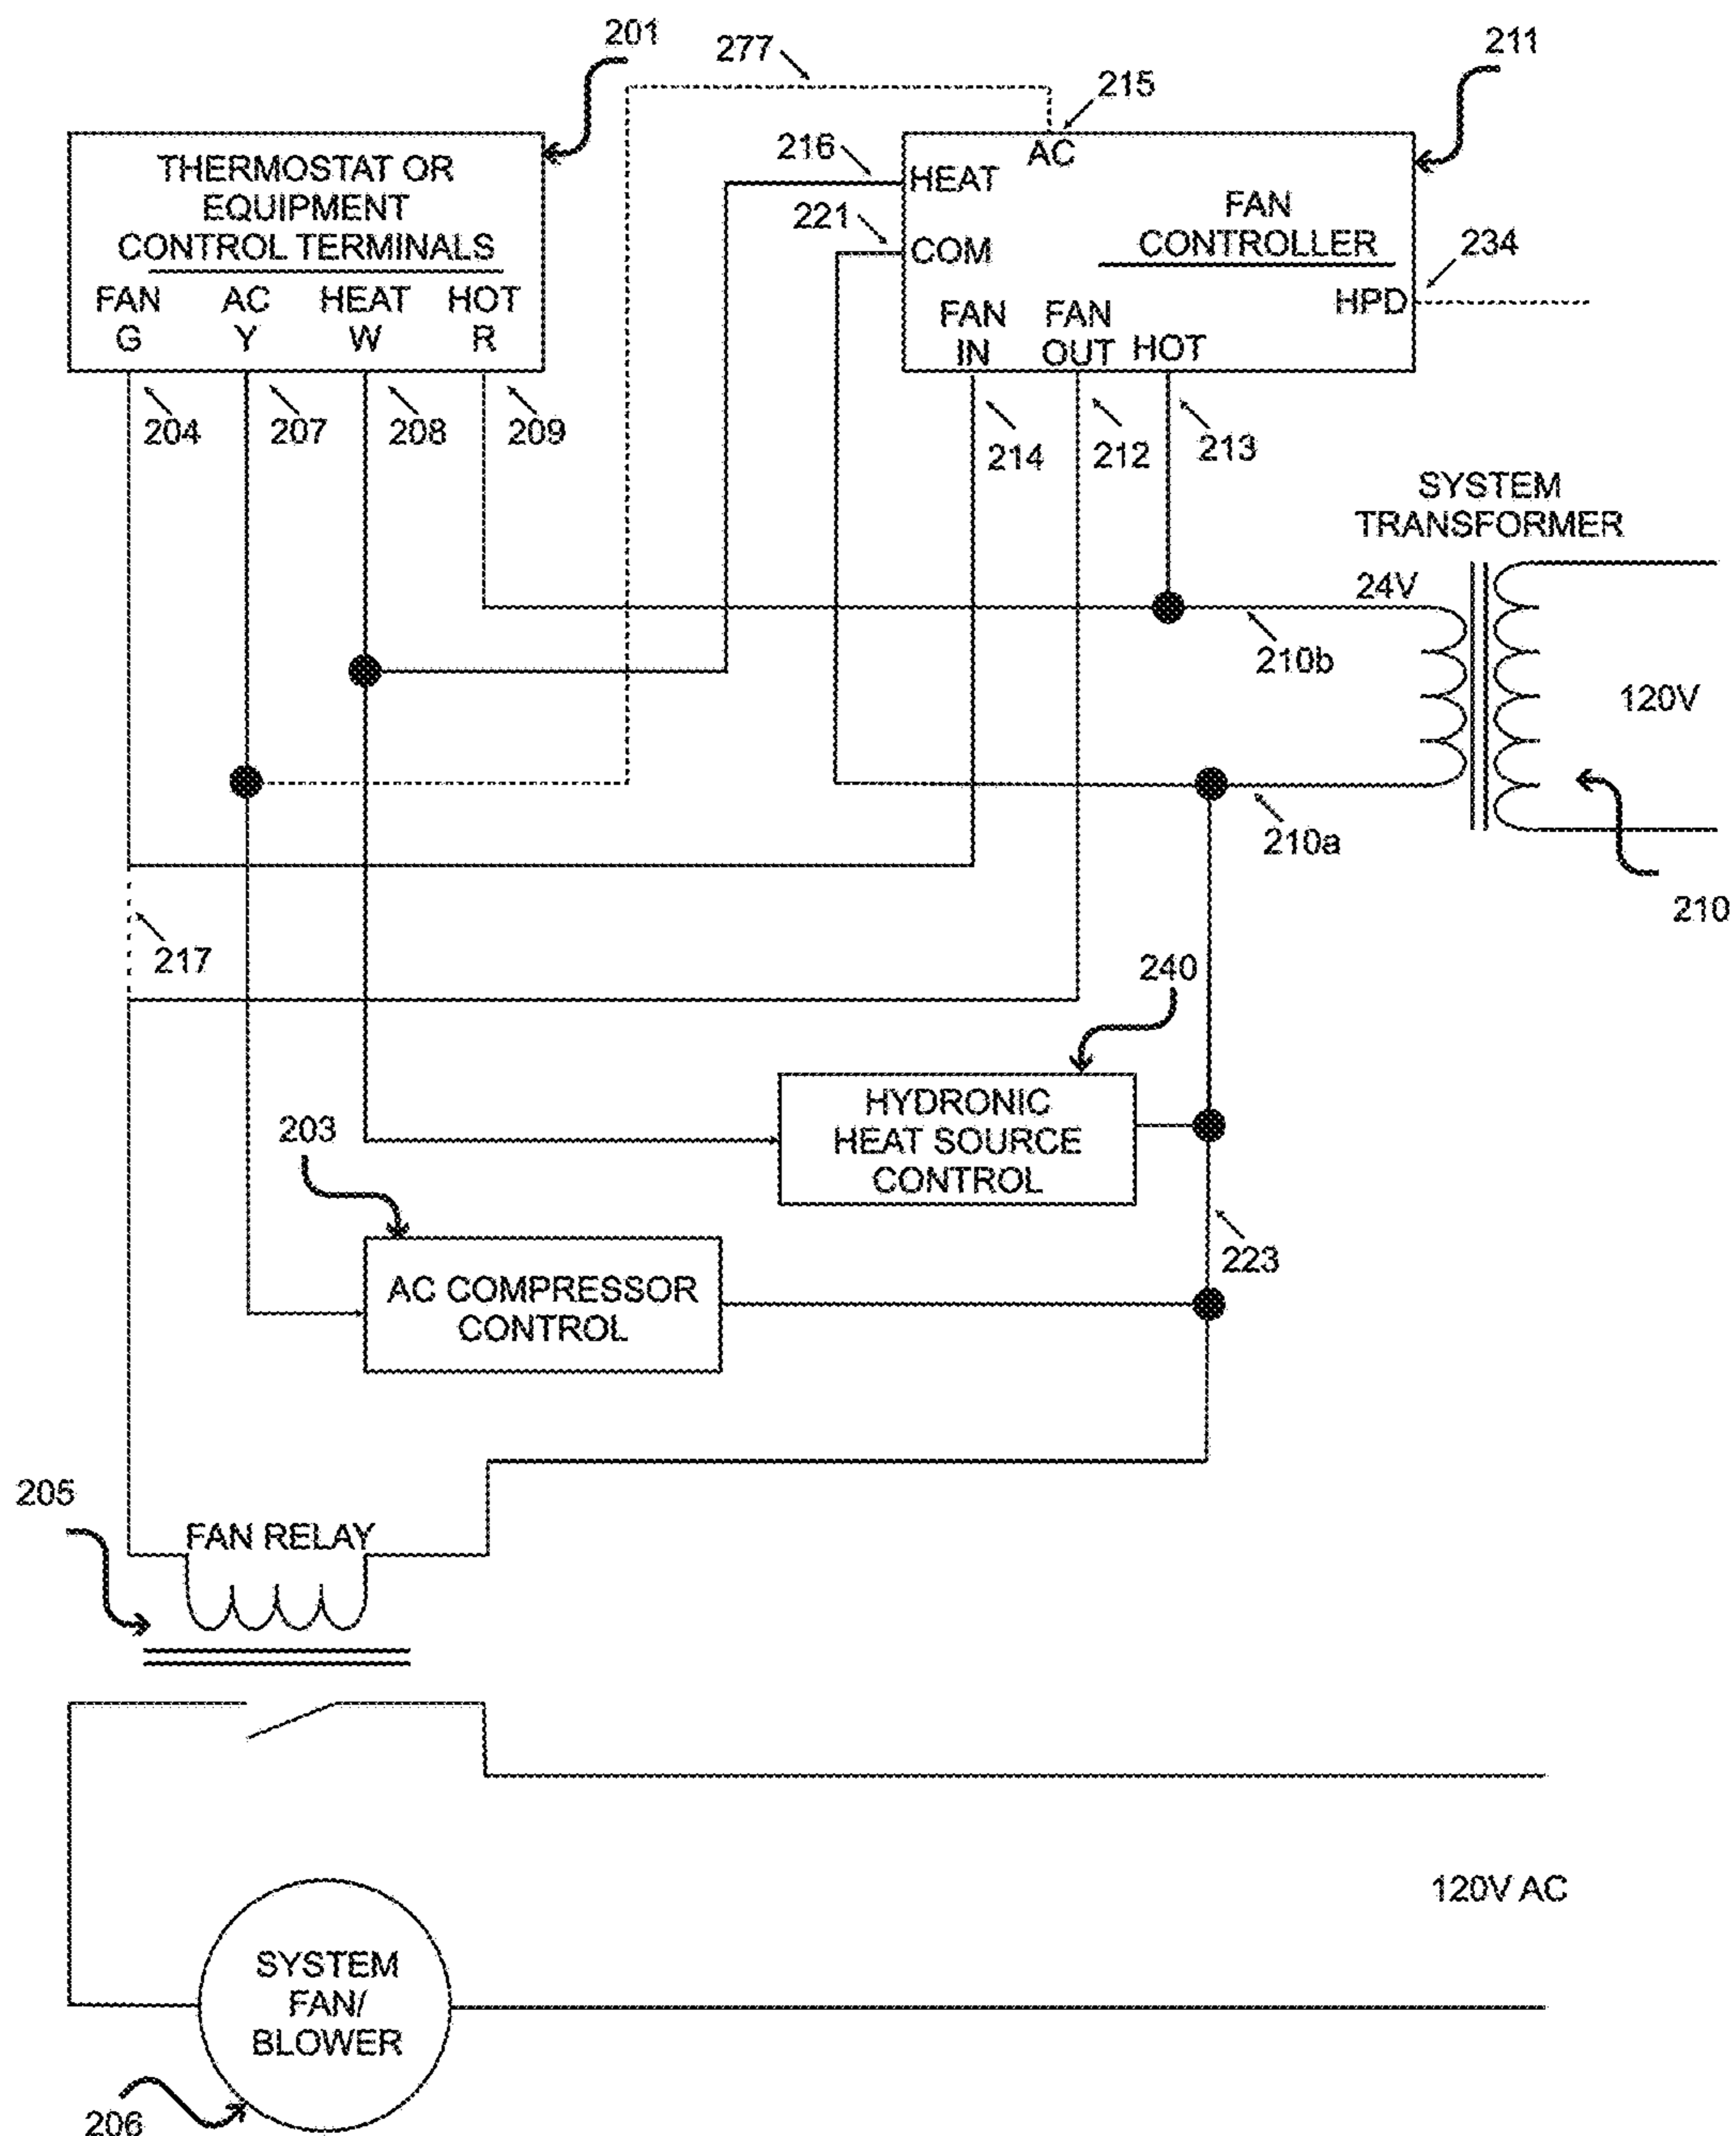 201
277
211
215
216
221
THERMOSTAT OR
EQUIPMENT
CONTROL TERMINALS
FAN AC HEAT HOT
G Y W R
AC
HEAT
COM
FAN
CONTROLLER
234
HPD
FAN FAN
IN OUT HOT
204 207 208 209
214 212 213
SYSTEM
TRANSFORMER
24V
210b
120V
210a
210
217
240
HYDRONIC
HEAT SOURCE
CONTROL
203
223
AC COMPRESSOR
CONTROL
205
FAN RELAY
120V AC
SYSTEM
FAN/
BLOWER
206